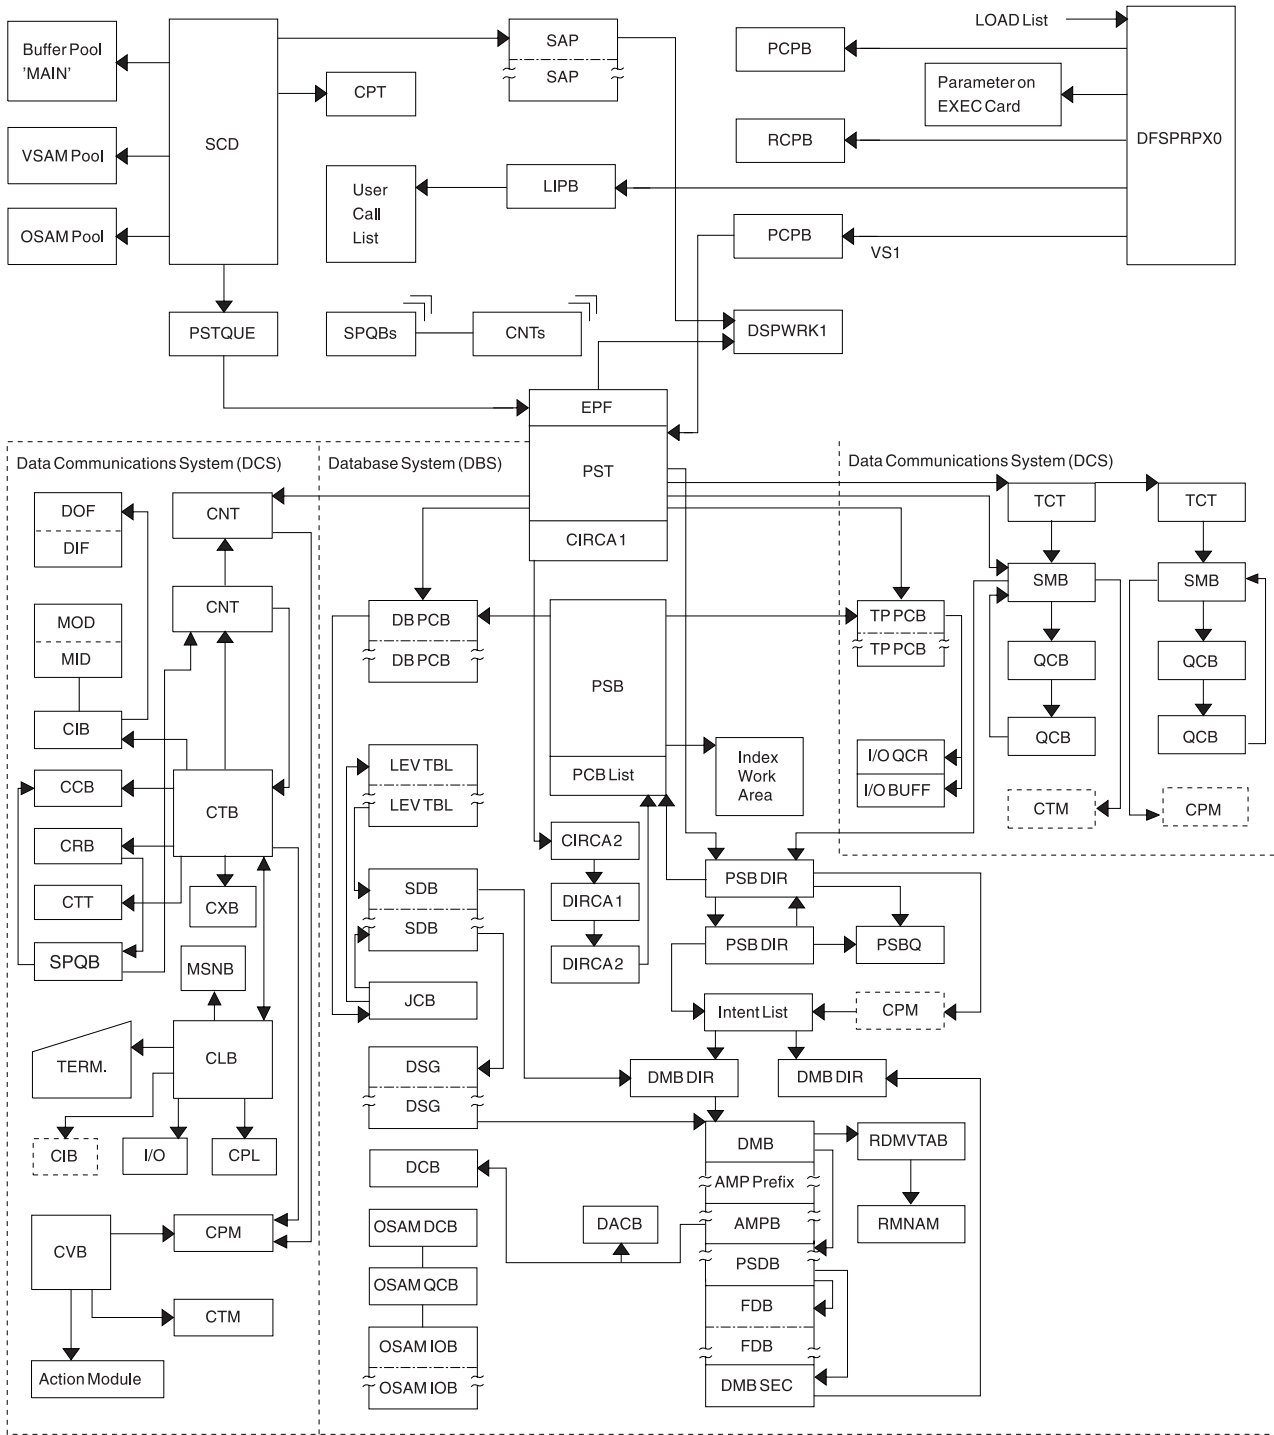 Buffer Pool
'MAIN'
VSAM Pool
OSAM Pool
SCD
PSTQUE
SAP
SAP
CPT
User
Call
List
LIPB
SPQBs
CNTs
PCPB
LOAD List
Parameter on
EXEC Card
RCPB
DFSPRPX0
PCPB
VS1
DSPWRK1
EPF
PST
CIRCA1
Data Communications System (DCS)
DOF
DIF
CNT
MOD
MID
CNT
CIB
CCB
CTB
CRB
CTT
CXB
SPQB
MSNB
TERM.
CLB
CIB
I/O
CPL
CVB
CPM
CTM
Action Module
Database System (DBS)
DB PCB
DB PCB
PSB
PCB List
Index
Work
Area
LEV TBL
LEV TBL
CIRCA2
SDB
SDB
DIRCA1
DIRCA2
JCB
DSG
DSG
DCB
OSAM DCB
OSAM QCB
OSAM IOB
OSAM IOB
DACB
TP PCB
TP PCB
I/O QCR
I/O BUFF
PSB DIR
PSB DIR
PSBQ
Intent List
CPM
DMB DIR
DMB DIR
DMB
AMP Prefix
AMPB
PSDB
FDB
FDB
DMB SEC
RDMVTAB
RMNAM
Data Communications System (DCS)
TCT
TCT
SMB
SMB
QCB
QCB
QCB
QCB
CTM
CPM